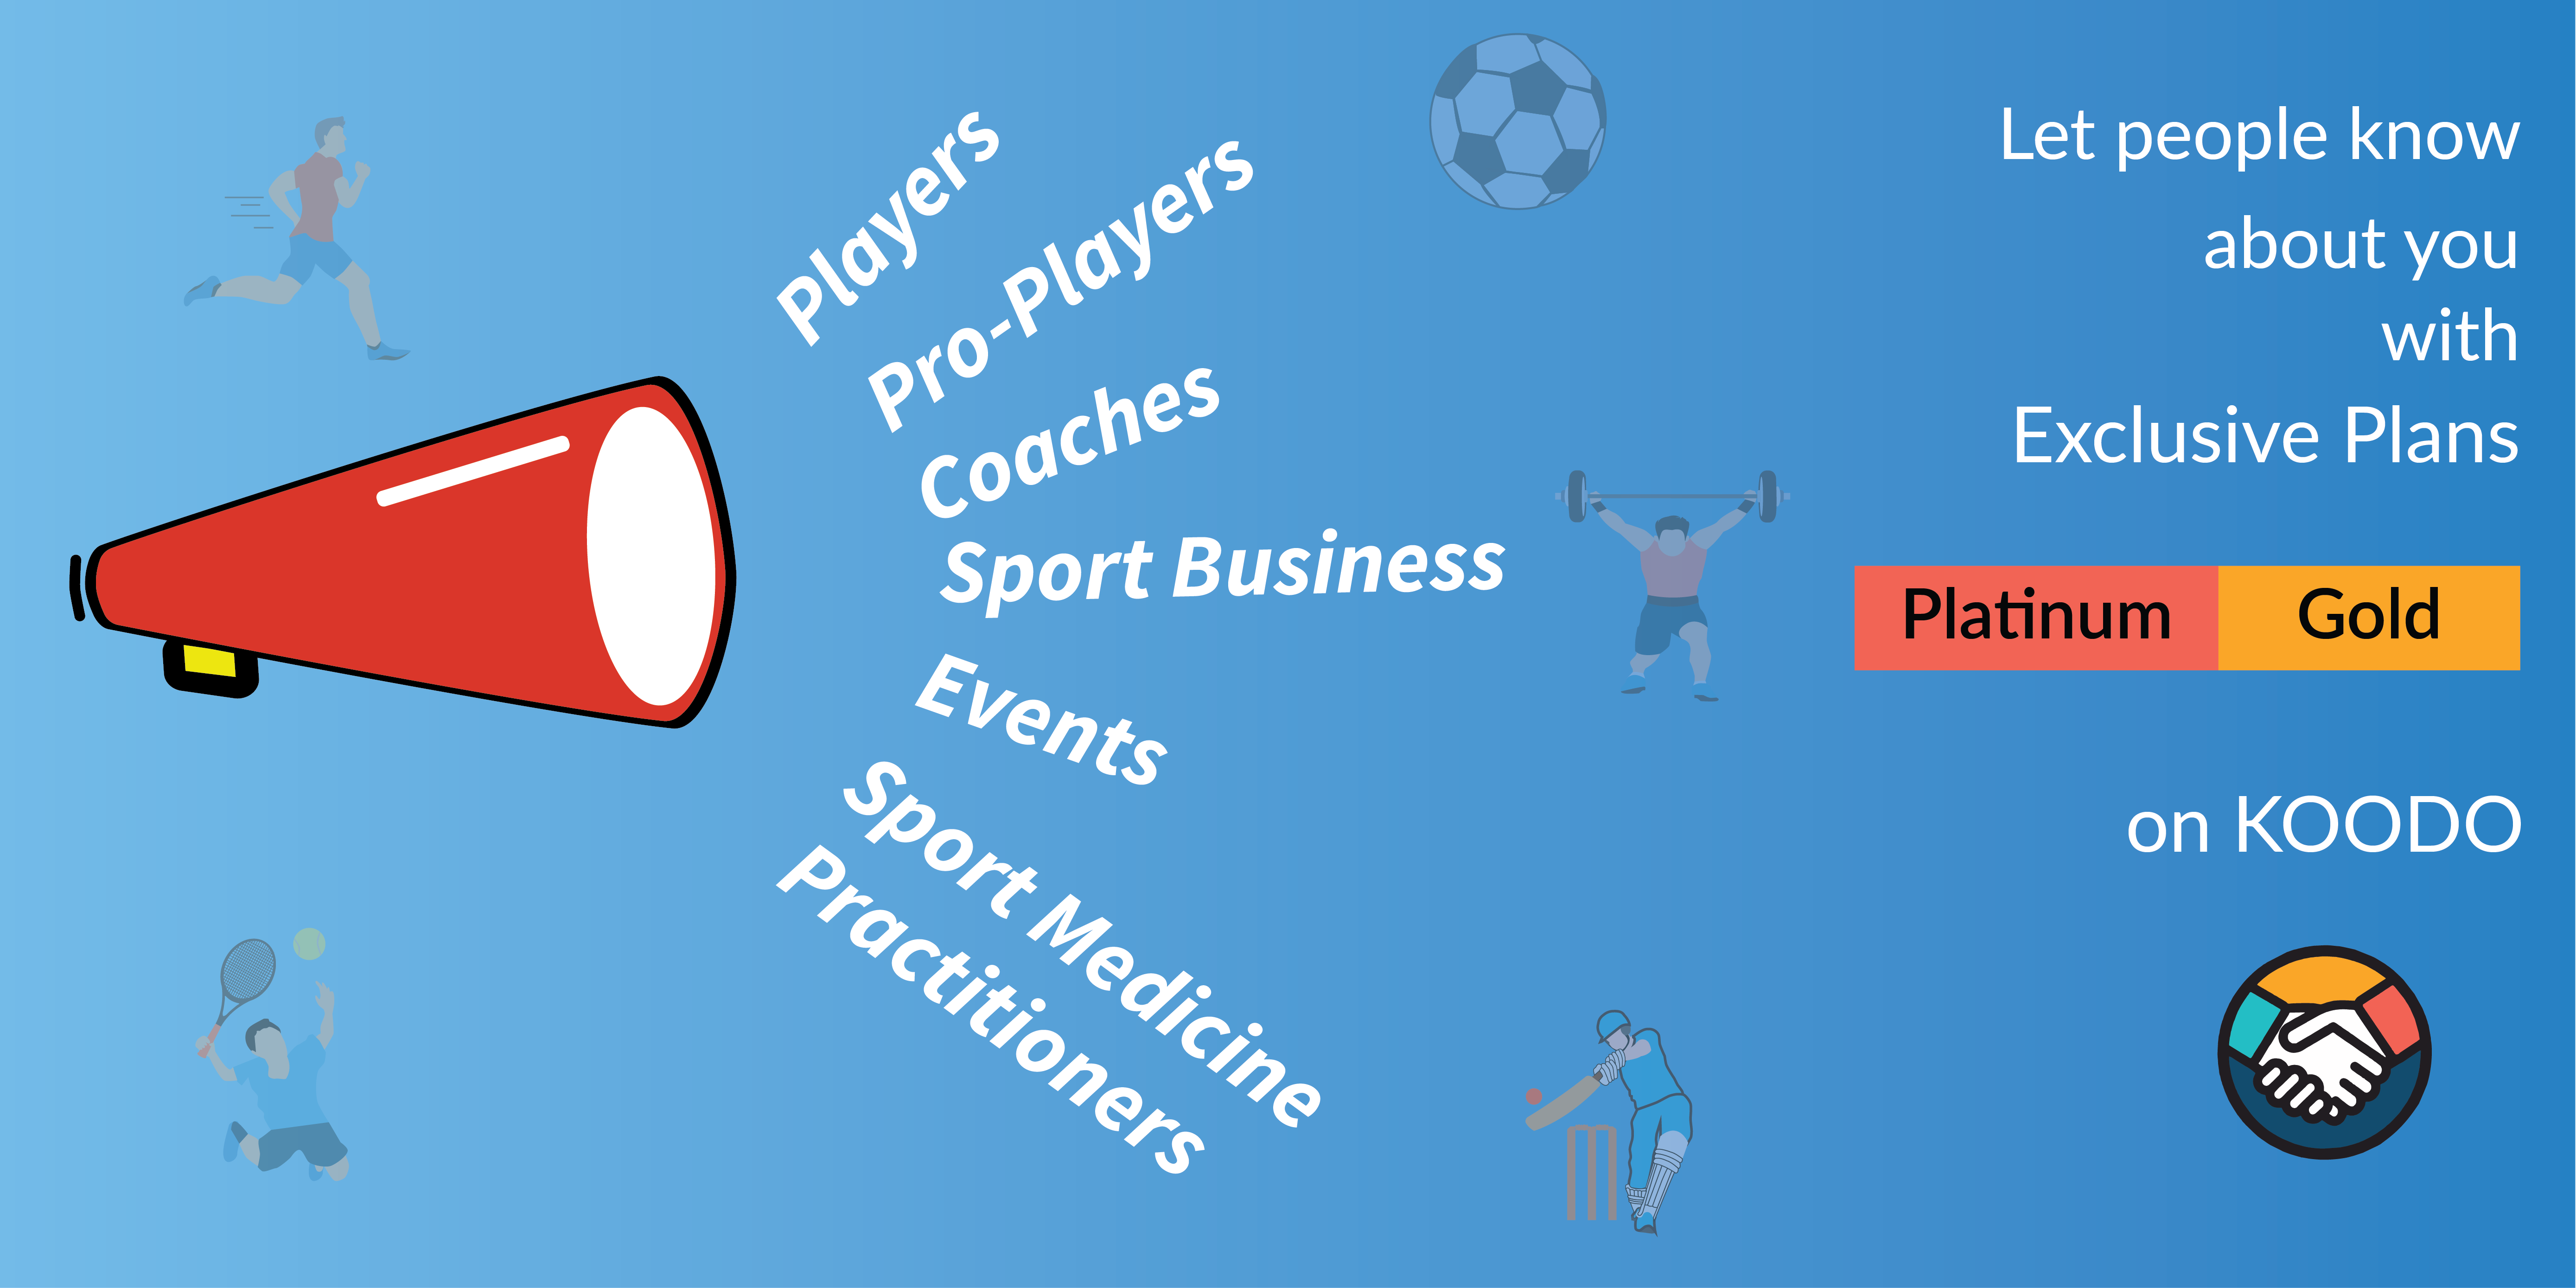 Players
Pro-Players
Coaches
Sport Business
Events
Sport Medicine
Practitioners
Let people know
about you
with
Exclusive Plans
Platinum
Gold
on KOODO